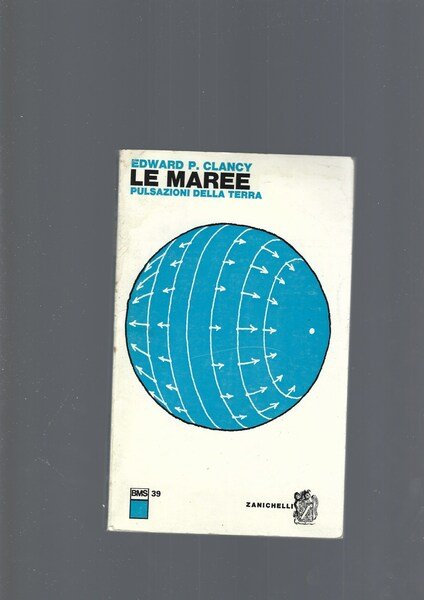 EDWARD P. CLANCY
LE MAREE
PULSAZIONI DELLA TERRA
BMS 39
ZANICHELLI